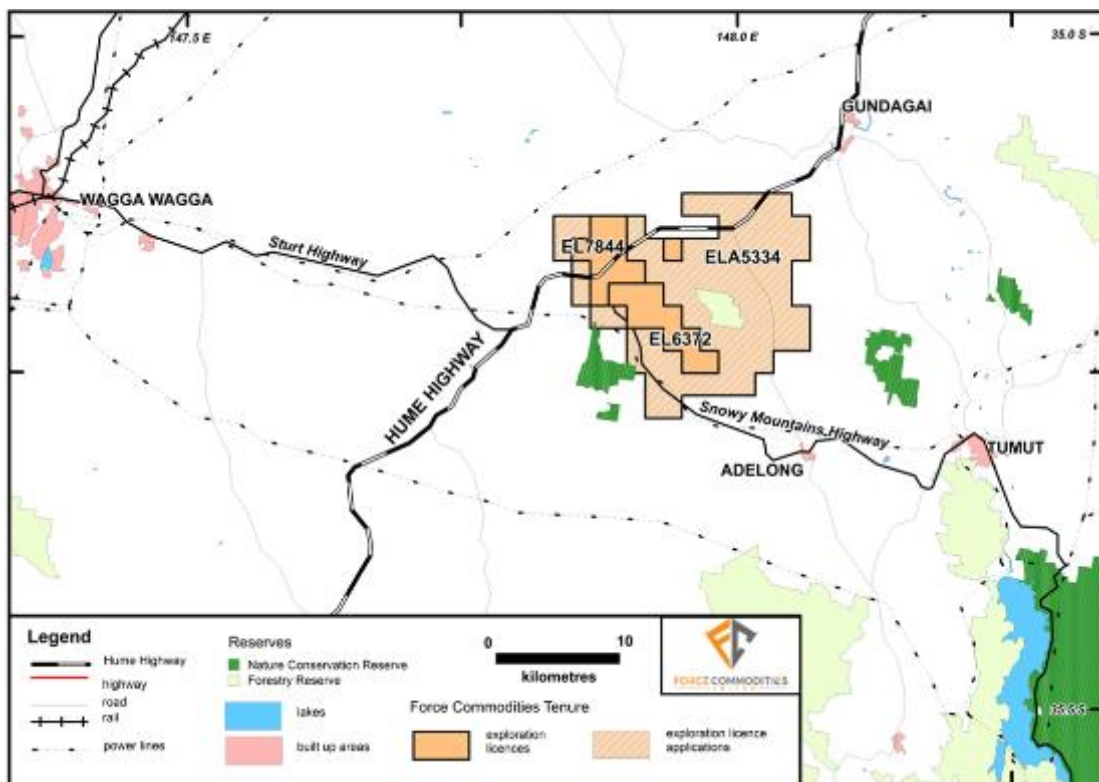 147.5 E
148.0 E
35.0 S
GUNDAGAI
WAGGA WAGGA
Sturt Highway
EL7844
ELA5334
EL6372
HUME HIGHWAY
Snowy Mountains Highway
ADELONG
TUMUT
35.5 S
Legend
Hume Highway
highway
road
rail
power lines
Reserves
Nature Conservation Reserve
Forestry Reserve
lakes
built up areas
0 10
kilometres
Force Commodities Tenure
exploration
licences
exploration licence
applications
FORCE COMMODITIES